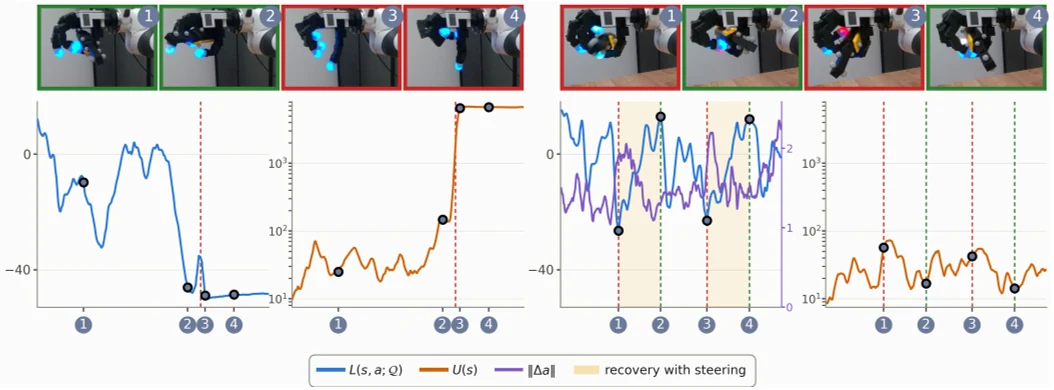 1 2 3 4 1 2 3 4
0 −40
10³ 10² 10¹
0 −40
2 1 0
10³ 10² 10¹
1 2 3 4 1 2 3 4 1 2 3 4 1 2 3 4
L(s, a; 𝒬) U(s) ‖Δa‖ recovery with steering